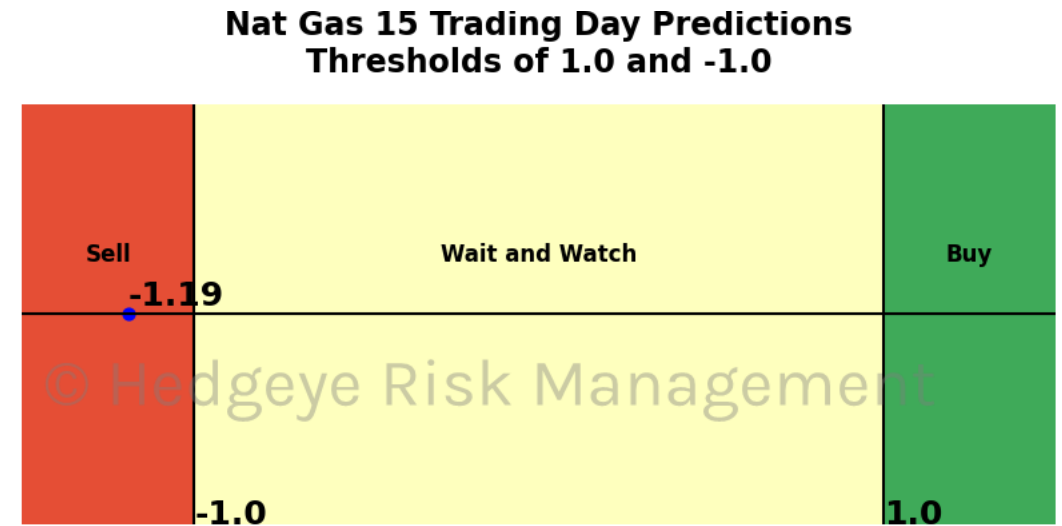 Nat Gas 15 Trading Day Predictions
Thresholds of 1.0 and -1.0
Sell
Wait and Watch
Buy
-1.19
© Hedgeye Risk Management
-1.0
1.0